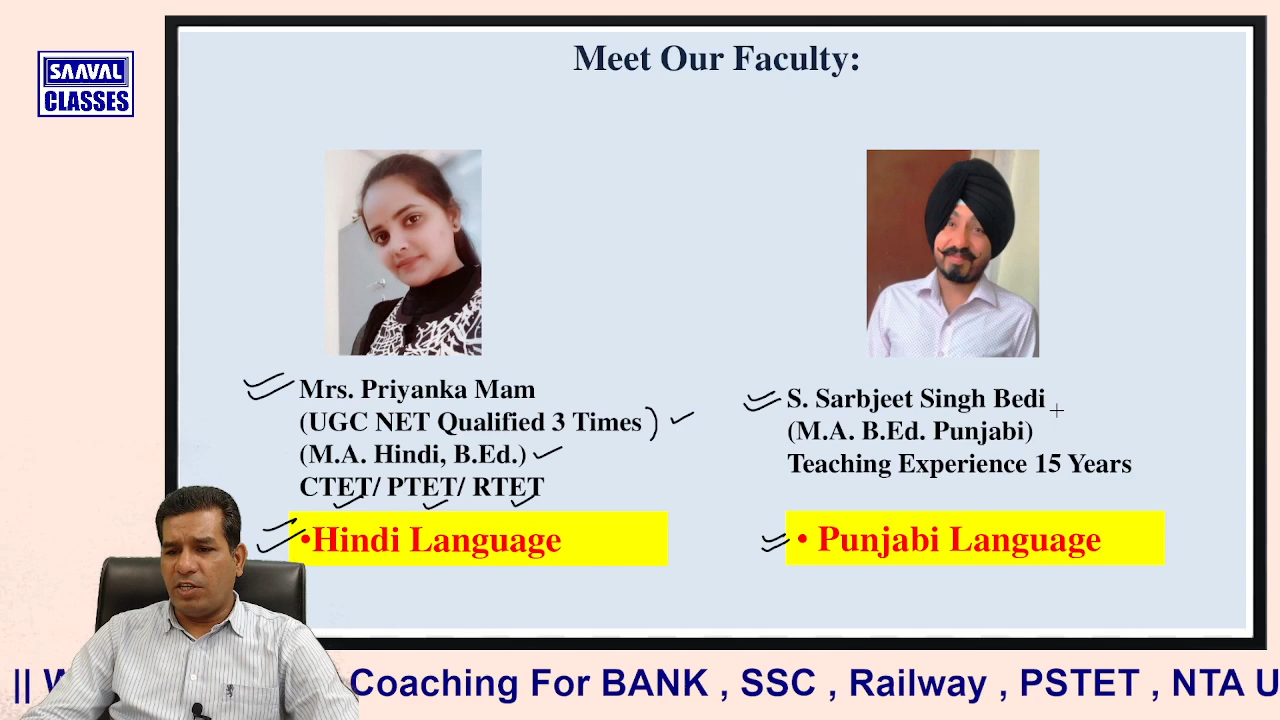 SAAVAL
CLASSES
Meet Our Faculty:
Mrs. Priyanka Mam
(UGC NET Qualified 3 Times)
(M.A. Hindi, B.Ed.)
CTET/ PTET/ RTET
•Hindi Language
S. Sarbjeet Singh Bedi
(M.A. B.Ed. Punjabi)
Teaching Experience 15 Years
• Punjabi Language
|| Coaching For BANK , SSC , Railway , PSTET , NTA